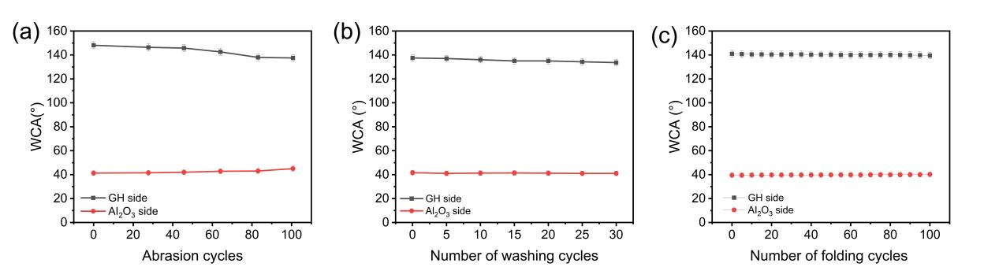 (a)
160
140
120
100
80
60
40
20
0
WCA(°)
GH side
Al₂O₃ side
0 20 40 60 80 100
Abrasion cycles
(b)
160
140
120
100
80
60
40
20
0
WCA (°)
GH side
Al₂O₃ side
0 5 10 15 20 25 30
Number of washing cycles
(c)
160
140
120
100
80
60
40
20
0
WCA (°)
GH side
Al₂O₃ side
0 20 40 60 80 100
Number of folding cycles